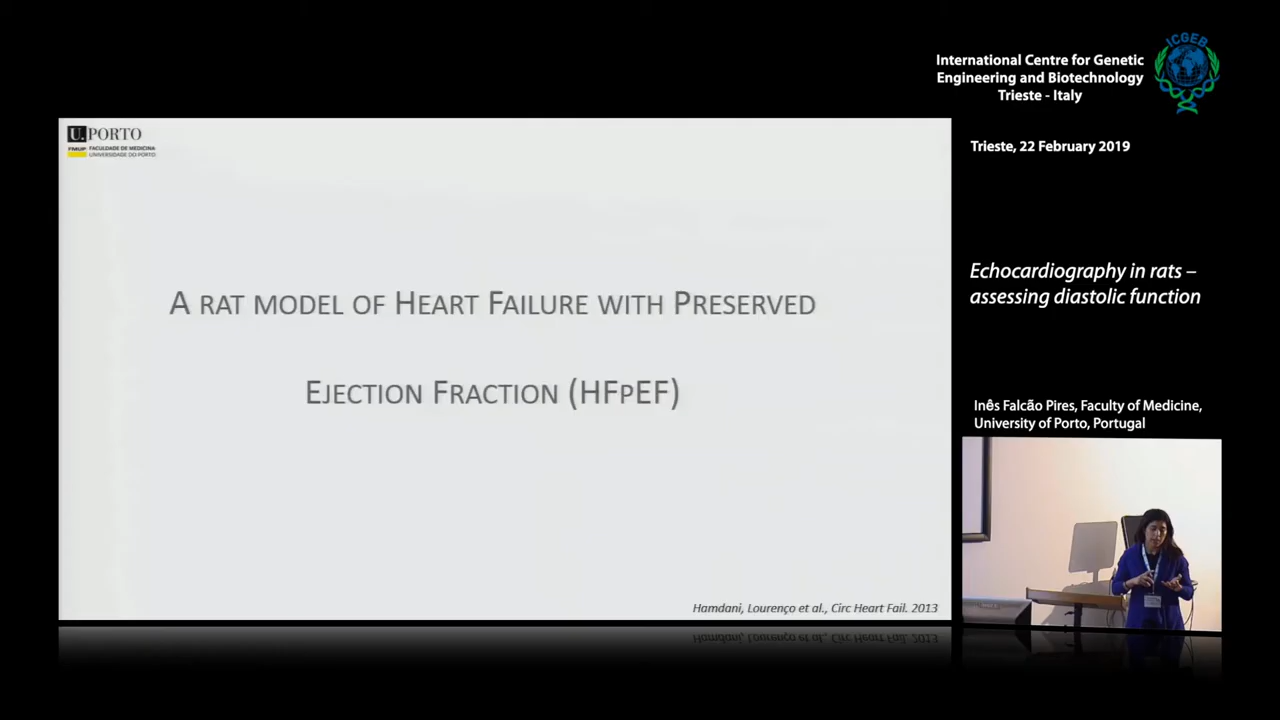 ICGEB
International Centre for Genetic
Engineering and Biotechnology
Trieste - Italy
Trieste, 22 February 2019
U. PORTO
FMUP FACULDADE DE MEDICINA
UNIVERSIDADE DO PORTO
A RAT MODEL OF HEART FAILURE WITH PRESERVED
EJECTION FRACTION (HFPEF)
Hamdani, Lourenço et al., Circ Heart Fail. 2013
Echocardiography in rats –
assessing diastolic function
Inês Falcão Pires, Faculty of Medicine,
University of Porto, Portugal